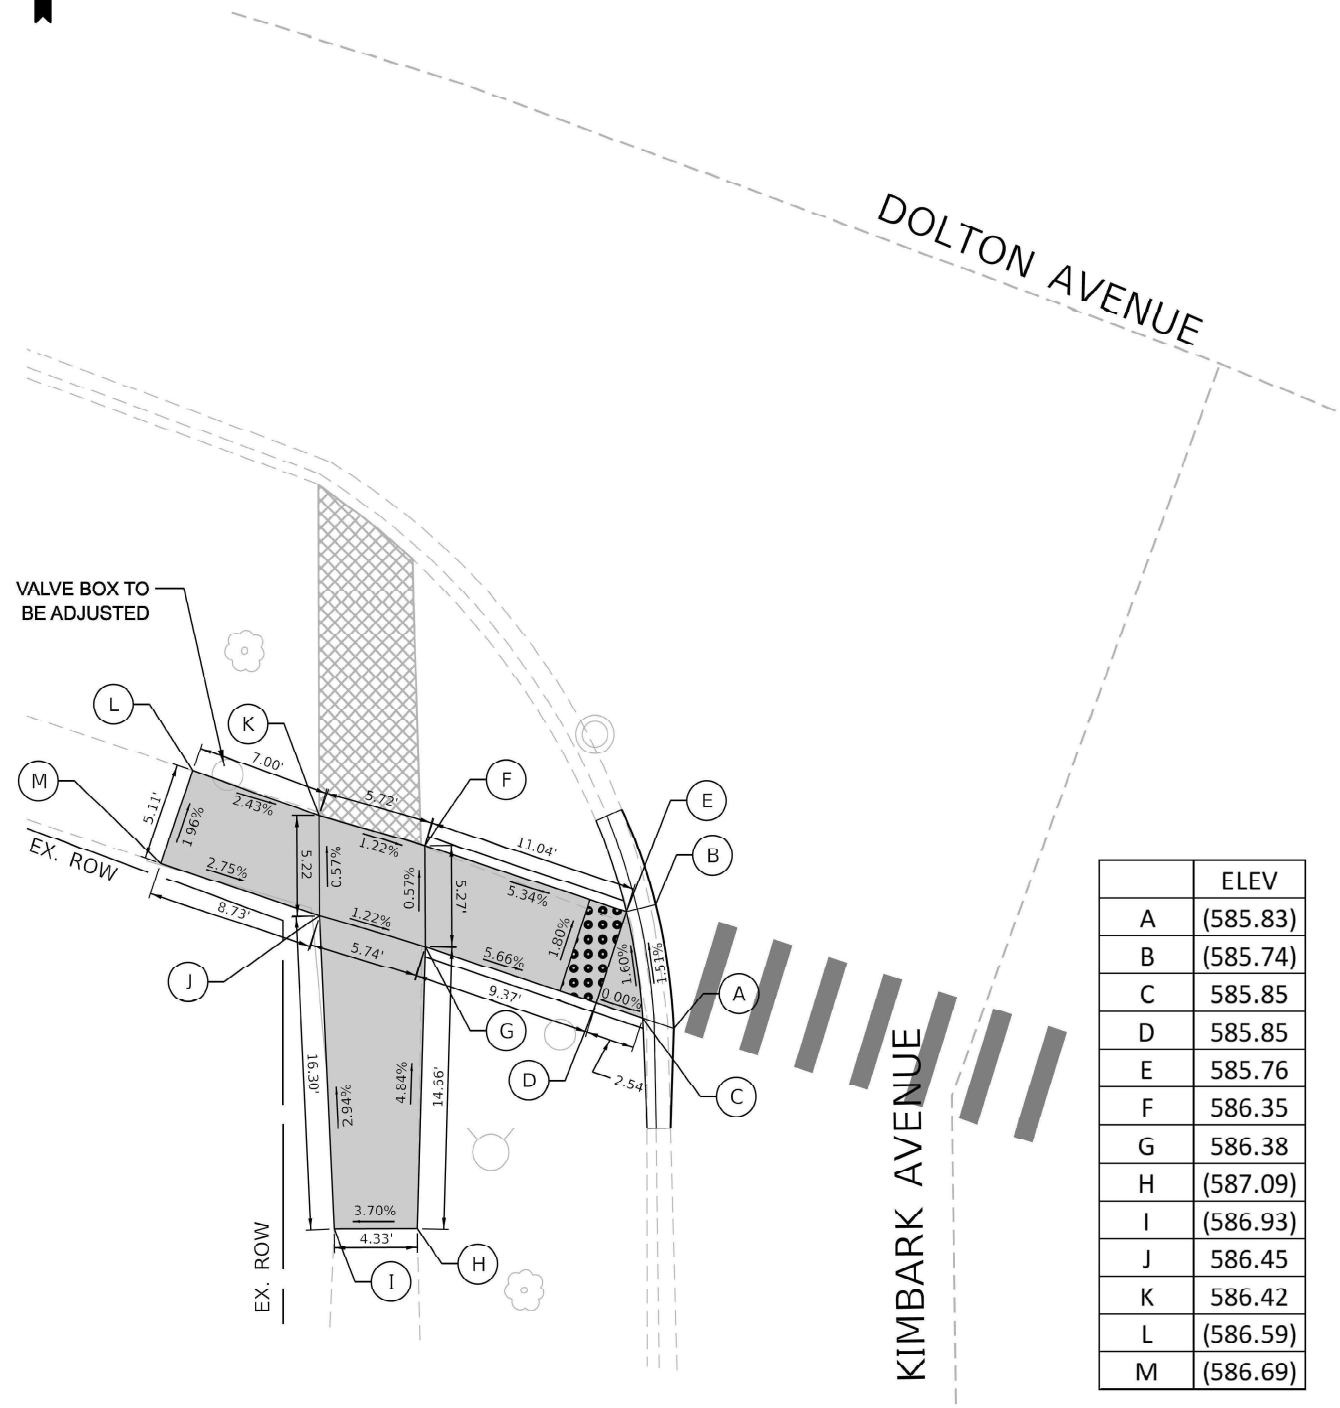 DOLTON AVENUE
VALVE BOX TO
BE ADJUSTED
L
K
M
F
E
B
7.00'
5.72'
11.04'
5.11'
1.96%
2.43%
1.22%
2.75%
5.22
0.57%
0.57%
5.27'
5.34%
1.80%
1.60%
1.51%
EX. ROW
8.73'
1.22%
5.74'
5.66%
9.37'
0.00%
J
A
G
D
C
2.54'
16.30'
2.94%
4.84%
14.56'
3.70%
4.33'
H
I
EX. ROW
KIMBARK AVENUE
ELEV
A (585.83)
B (585.74)
C 585.85
D 585.85
E 585.76
F 586.35
G 586.38
H (587.09)
I (586.93)
J 586.45
K 586.42
L (586.59)
M (586.69)